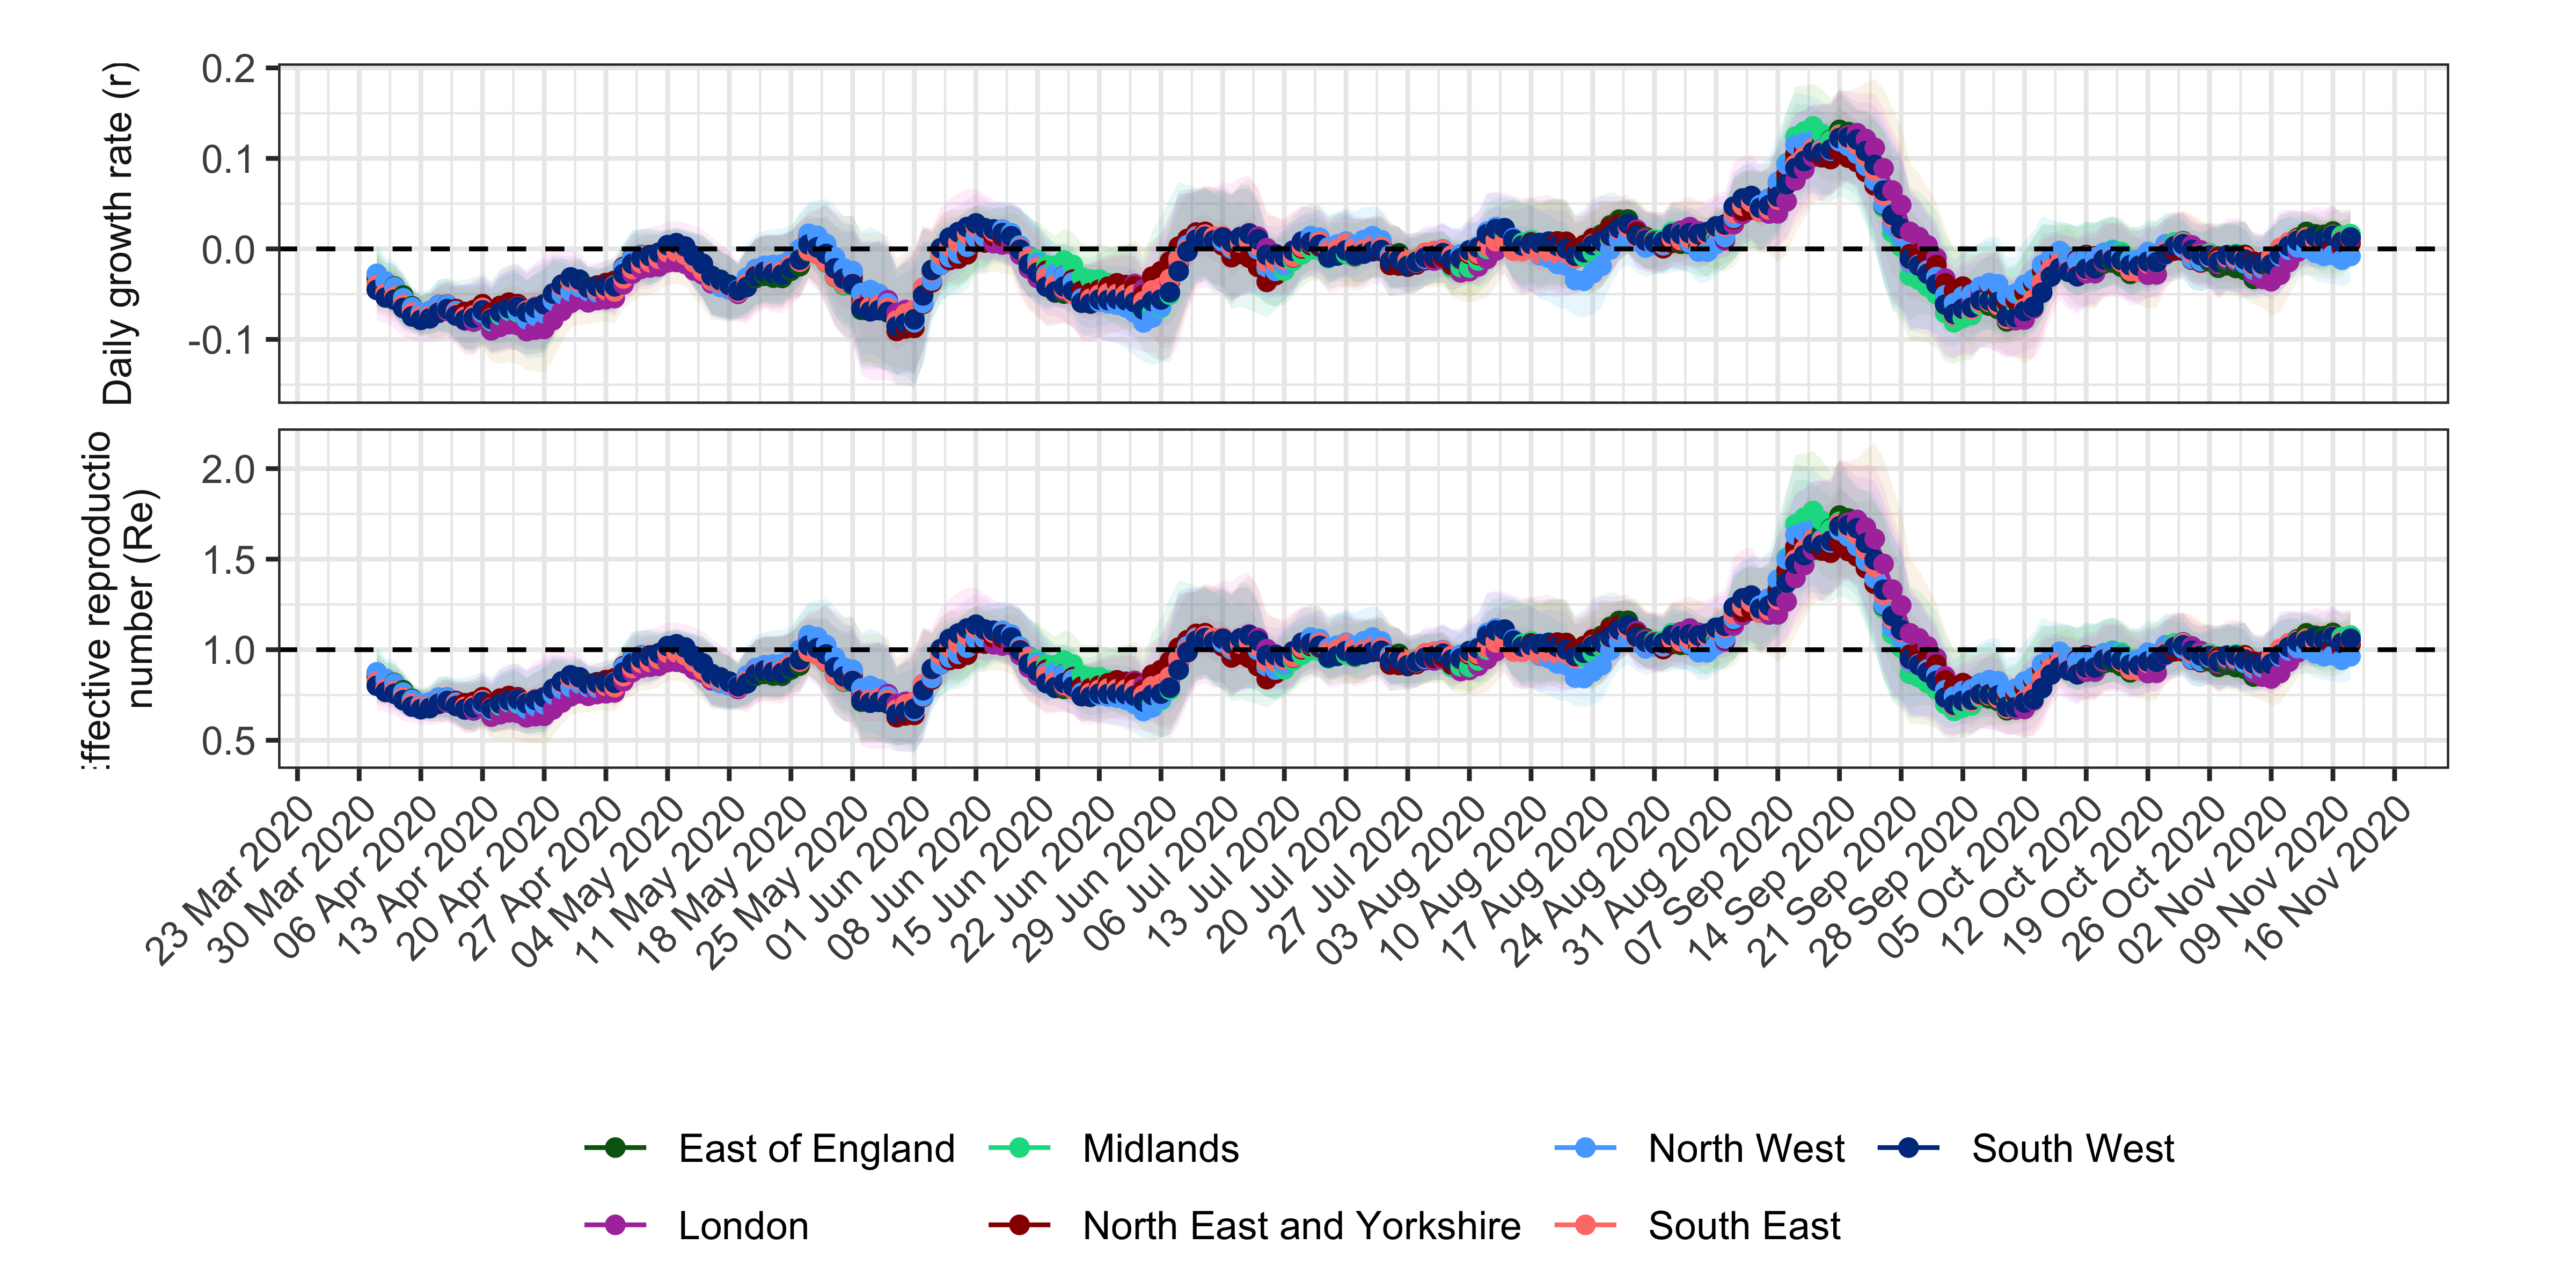 Daily growth rate (r)
0.2
0.1
0.0
-0.1
ffective reproductio
number (Re)
2.0
1.5
1.0
0.5
23 Mar 2020
30 Mar 2020
06 Apr 2020
13 Apr 2020
20 Apr 2020
27 Apr 2020
04 May 2020
11 May 2020
18 May 2020
25 May 2020
01 Jun 2020
08 Jun 2020
15 Jun 2020
22 Jun 2020
29 Jun 2020
06 Jul 2020
13 Jul 2020
20 Jul 2020
27 Jul 2020
03 Aug 2020
10 Aug 2020
17 Aug 2020
24 Aug 2020
31 Aug 2020
07 Sep 2020
14 Sep 2020
21 Sep 2020
28 Sep 2020
05 Oct 2020
12 Oct 2020
19 Oct 2020
26 Oct 2020
02 Nov 2020
09 Nov 2020
16 Nov 2020
East of England Midlands North West South West
London North East and Yorkshire South East